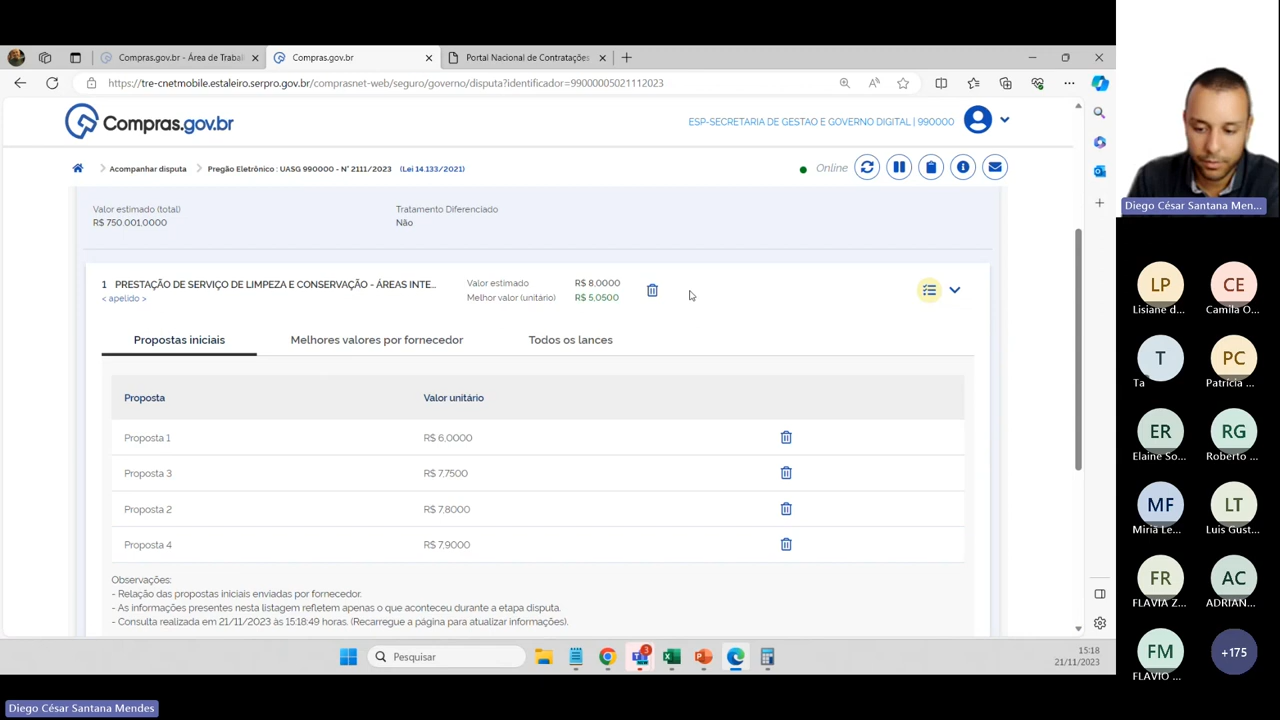 Compras.gov.br - Área de Trabal
Compras.gov.br
Portal Nacional de Contratações
https://tre-cnetmobile.estaleiro.serpro.gov.br/comprasnet-web/seguro/governo/disputa?identificador=99000005021112023
Compras.gov.br
ESP-SECRETARIA DE GESTAO E GOVERNO DIGITAL | 990000
Acompanhar disputa
Pregão Eletrônico : UASG 990000 - N° 2111/2023 (Lei 14.133/2021)
Online
Valor estimado (total)
R$ 750.001,0000
Tratamento Diferenciado
Não
1 PRESTAÇÃO DE SERVIÇO DE LIMPEZA E CONSERVAÇÃO - ÁREAS INTE...
< apelido >
Valor estimado R$ 8,0000
Melhor valor (unitário) R$ 5,0500
Propostas iniciais
Melhores valores por fornecedor
Todos os lances
Proposta Valor unitário
Proposta 1 R$ 6,0000
Proposta 3 R$ 7,7500
Proposta 2 R$ 7,8000
Proposta 4 R$ 7,9000
Observações:
- Relação das propostas iniciais enviadas por fornecedor.
- As informações presentes nesta listagem refletem apenas o que aconteceu durante a etapa disputa.
- Consulta realizada em 21/11/2023 às 15:18:49 horas. (Recarregue a página para atualizar informações).
Pesquisar
3
15:18
21/11/2023
Diego César Santana Men...
LP
Lisiane d...
CE
Camila O...
T
Ta
PC
Patrícia ...
ER
Elaine So...
RG
Roberto ...
MF
Miriã Le...
LT
Luis Gust...
FR
FLAVIA Z...
AC
ADRIAN...
FM
FLAVIO ...
+175
Diego César Santana Mendes